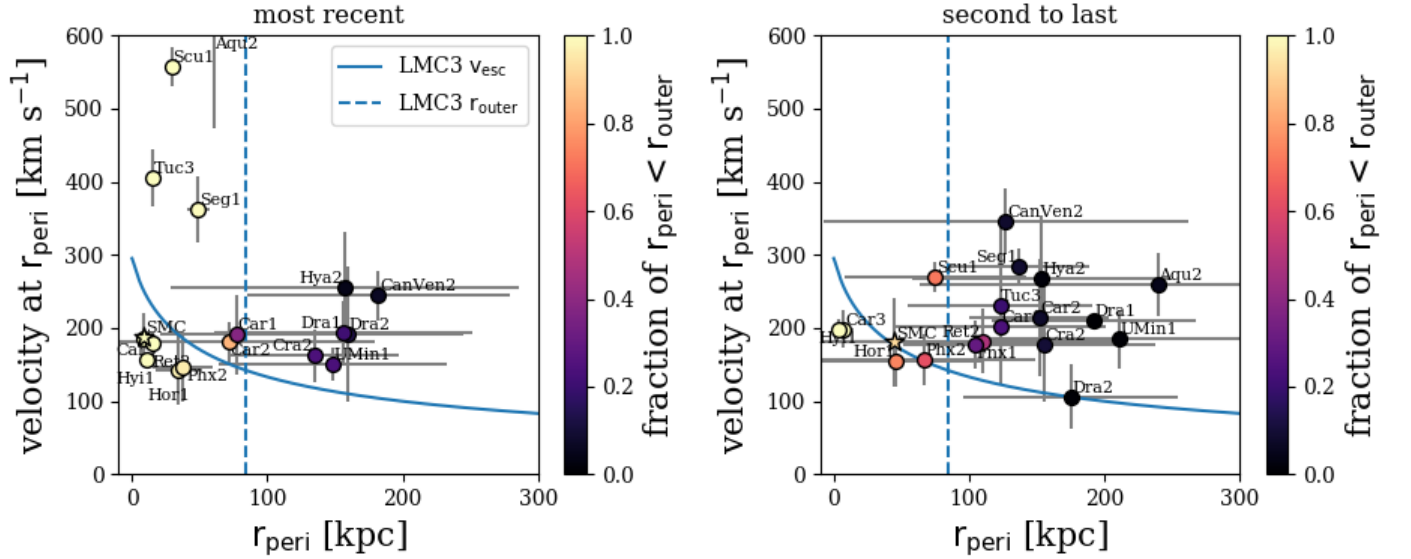 most recent
velocity at r_peri [km s⁻¹]
600
500
400
300
200
100
0
Scu1
Aqu2
LMC3 v_esc
LMC3 r_outer
Tuc3
Seg1
Hya2
CanVen2
SMC
Car1
Dra1
Dra2
Ret2
Car2
Cra2
UMin1
Hyi1
Phx2
Hor1
0
100
200
300
r_peri [kpc]
1.0
0.8
0.6
0.4
0.2
0.0
fraction of r_peri < r_outer
second to last
velocity at r_peri [km s⁻¹]
600
500
400
300
200
100
0
CanVen2
Seg1
Scu1
Hya2
Aqu2
Tuc3
Car2
Dra1
Car3
SMC
Ret2
Cra2
UMin1
Hyi1
Hor1
Phx2
Phx1
Dra2
0
100
200
300
r_peri [kpc]
1.0
0.8
0.6
0.4
0.2
0.0
fraction of r_peri < r_outer